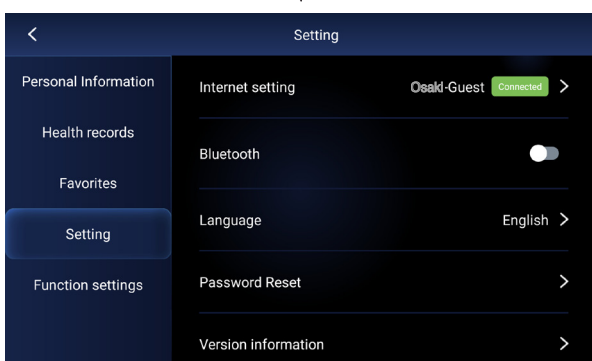 Setting
Personal Information
Health records
Favorites
Setting
Function settings
Internet setting Osaki-Guest Connected
Bluetooth
Language English
Password Reset
Version information